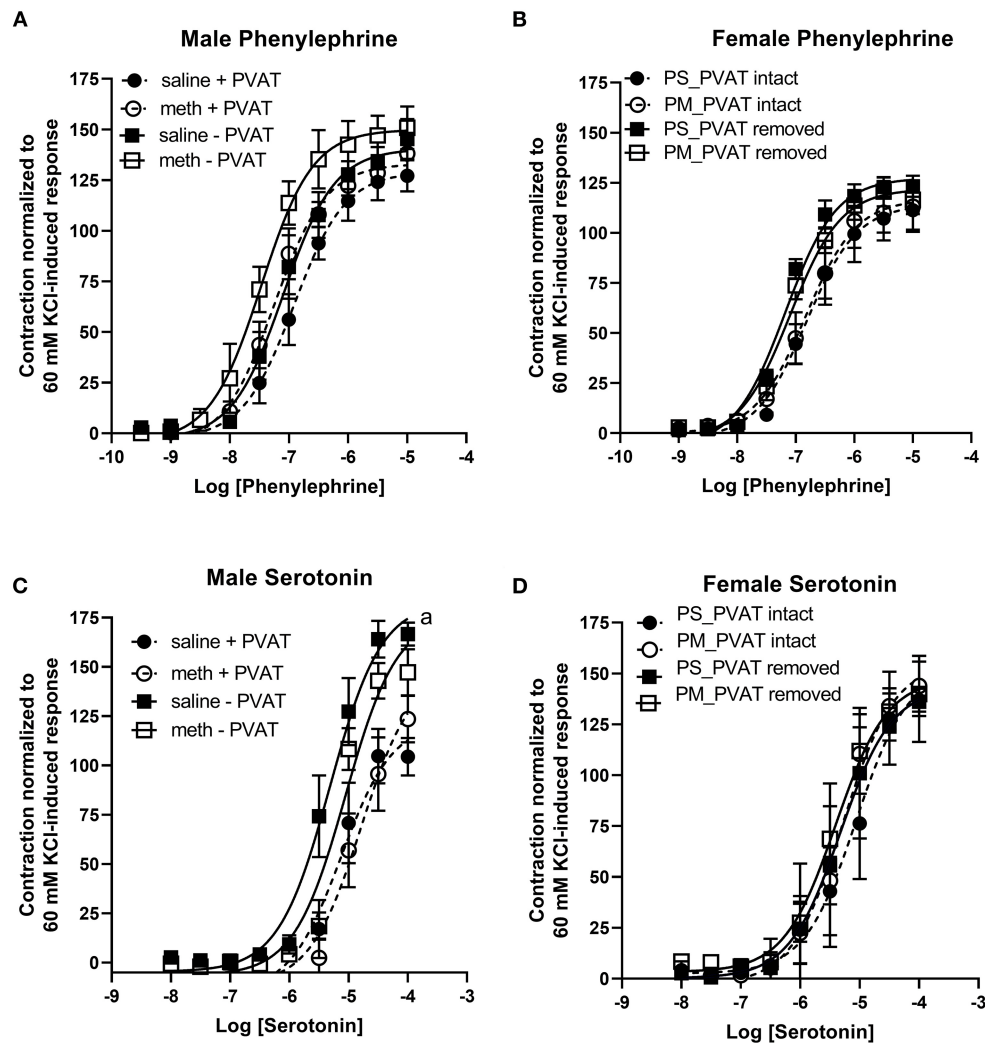 A
Male Phenylephrine
saline + PVAT
meth + PVAT
saline - PVAT
meth - PVAT
Contraction normalized to
60 mM KCl-induced response
175
150
125
100
75
50
25
0
-10 -9 -8 -7 -6 -5 -4
Log [Phenylephrine]
B
Female Phenylephrine
PS_PVAT intact
PM_PVAT intact
PS_PVAT removed
PM_PVAT removed
Contraction normalized to
60 mM KCl-induced response
175
150
125
100
75
50
25
0
-10 -9 -8 -7 -6 -5 -4
Log [Phenylephrine]
C
Male Serotonin
saline + PVAT
meth + PVAT
saline - PVAT
meth - PVAT
a
Contraction normalized to
60 mM KCl-induced response
175
150
125
100
75
50
25
0
-9 -8 -7 -6 -5 -4 -3
Log [Serotonin]
D
Female Serotonin
PS_PVAT intact
PM_PVAT intact
PS_PVAT removed
PM_PVAT removed
Contraction normalized to
60 mM KCl-induced response
175
150
125
100
75
50
25
0
-9 -8 -7 -6 -5 -4 -3
Log [Serotonin]